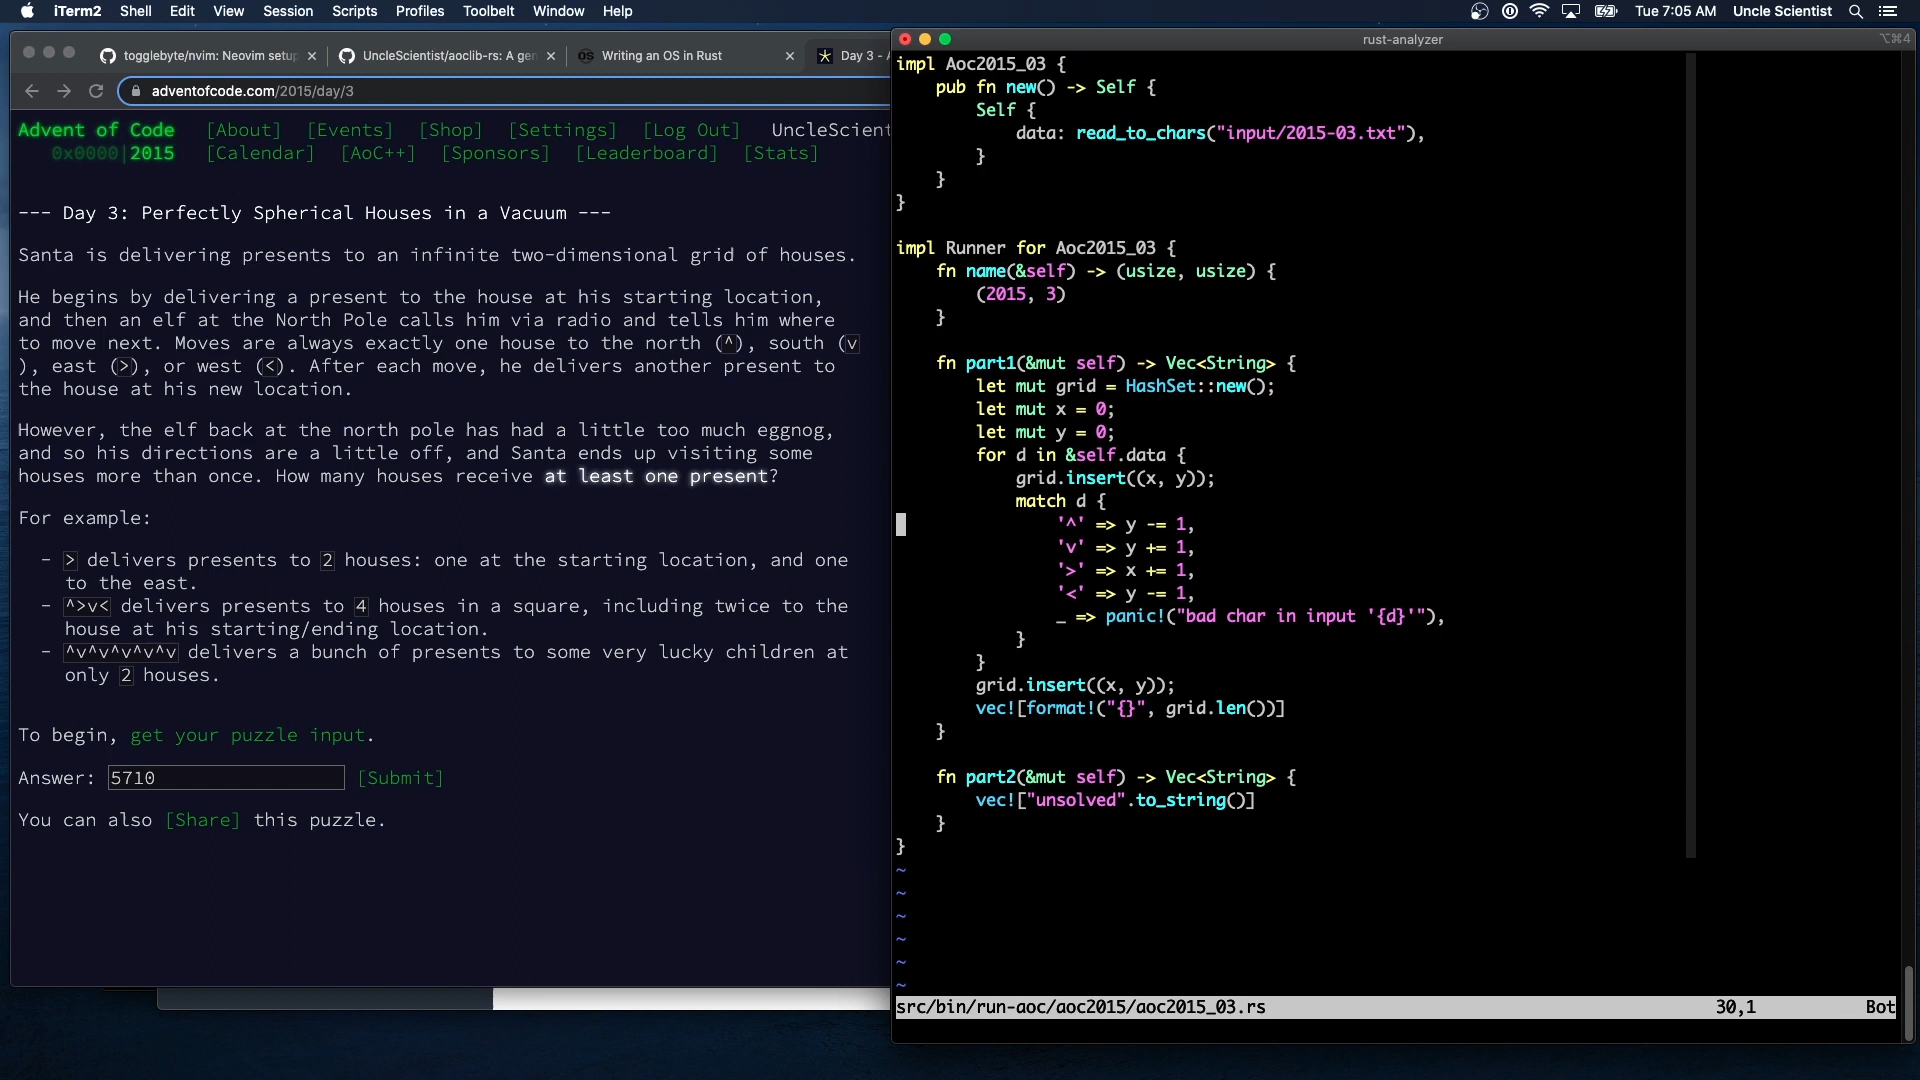 iTerm2 Shell Edit View Session Scripts Profiles Toolbelt Window Help Tue 7:05 AM Uncle Scientist
togglebyte/nvim: Neovim setup × UncleScientist/aoclib-rs: A gen × OS Writing an OS in Rust × Day 3 - A
adventofcode.com/2015/day/3
Advent of Code [About] [Events] [Shop] [Settings] [Log Out] UncleScient
0x0000|2015 [Calendar] [AoC++] [Sponsors] [Leaderboard] [Stats]
--- Day 3: Perfectly Spherical Houses in a Vacuum ---
Santa is delivering presents to an infinite two-dimensional grid of houses.
He begins by delivering a present to the house at his starting location,
and then an elf at the North Pole calls him via radio and tells him where
to move next. Moves are always exactly one house to the north (^), south (v
), east (>), or west (<). After each move, he delivers another present to
the house at his new location.
However, the elf back at the north pole has had a little too much eggnog,
and so his directions are a little off, and Santa ends up visiting some
houses more than once. How many houses receive at least one present?
For example:
- > delivers presents to 2 houses: one at the starting location, and one
to the east.
- ^>v< delivers presents to 4 houses in a square, including twice to the
house at his starting/ending location.
- ^v^v^v^v^v delivers a bunch of presents to some very lucky children at
only 2 houses.
To begin, get your puzzle input.
Answer: 5710 [Submit]
You can also [Share] this puzzle.
rust-analyzer ⌥⌘4
impl Aoc2015_03 {
    pub fn new() -> Self {
        Self {
            data: read_to_chars("input/2015-03.txt"),
        }
    }
}
impl Runner for Aoc2015_03 {
    fn name(&self) -> (usize, usize) {
        (2015, 3)
    }
    fn part1(&mut self) -> Vec<String> {
        let mut grid = HashSet::new();
        let mut x = 0;
        let mut y = 0;
        for d in &self.data {
            grid.insert((x, y));
            match d {
                '^' => y -= 1,
                'v' => y += 1,
                '>' => x += 1,
                '<' => y -= 1,
                _ => panic!("bad char in input '{d}'"),
            }
        }
        grid.insert((x, y));
        vec![format!("{}", grid.len())]
    }
    fn part2(&mut self) -> Vec<String> {
        vec!["unsolved".to_string()]
    }
}
~
~
~
~
~
~
src/bin/run-aoc/aoc2015/aoc2015_03.rs 30,1 Bot